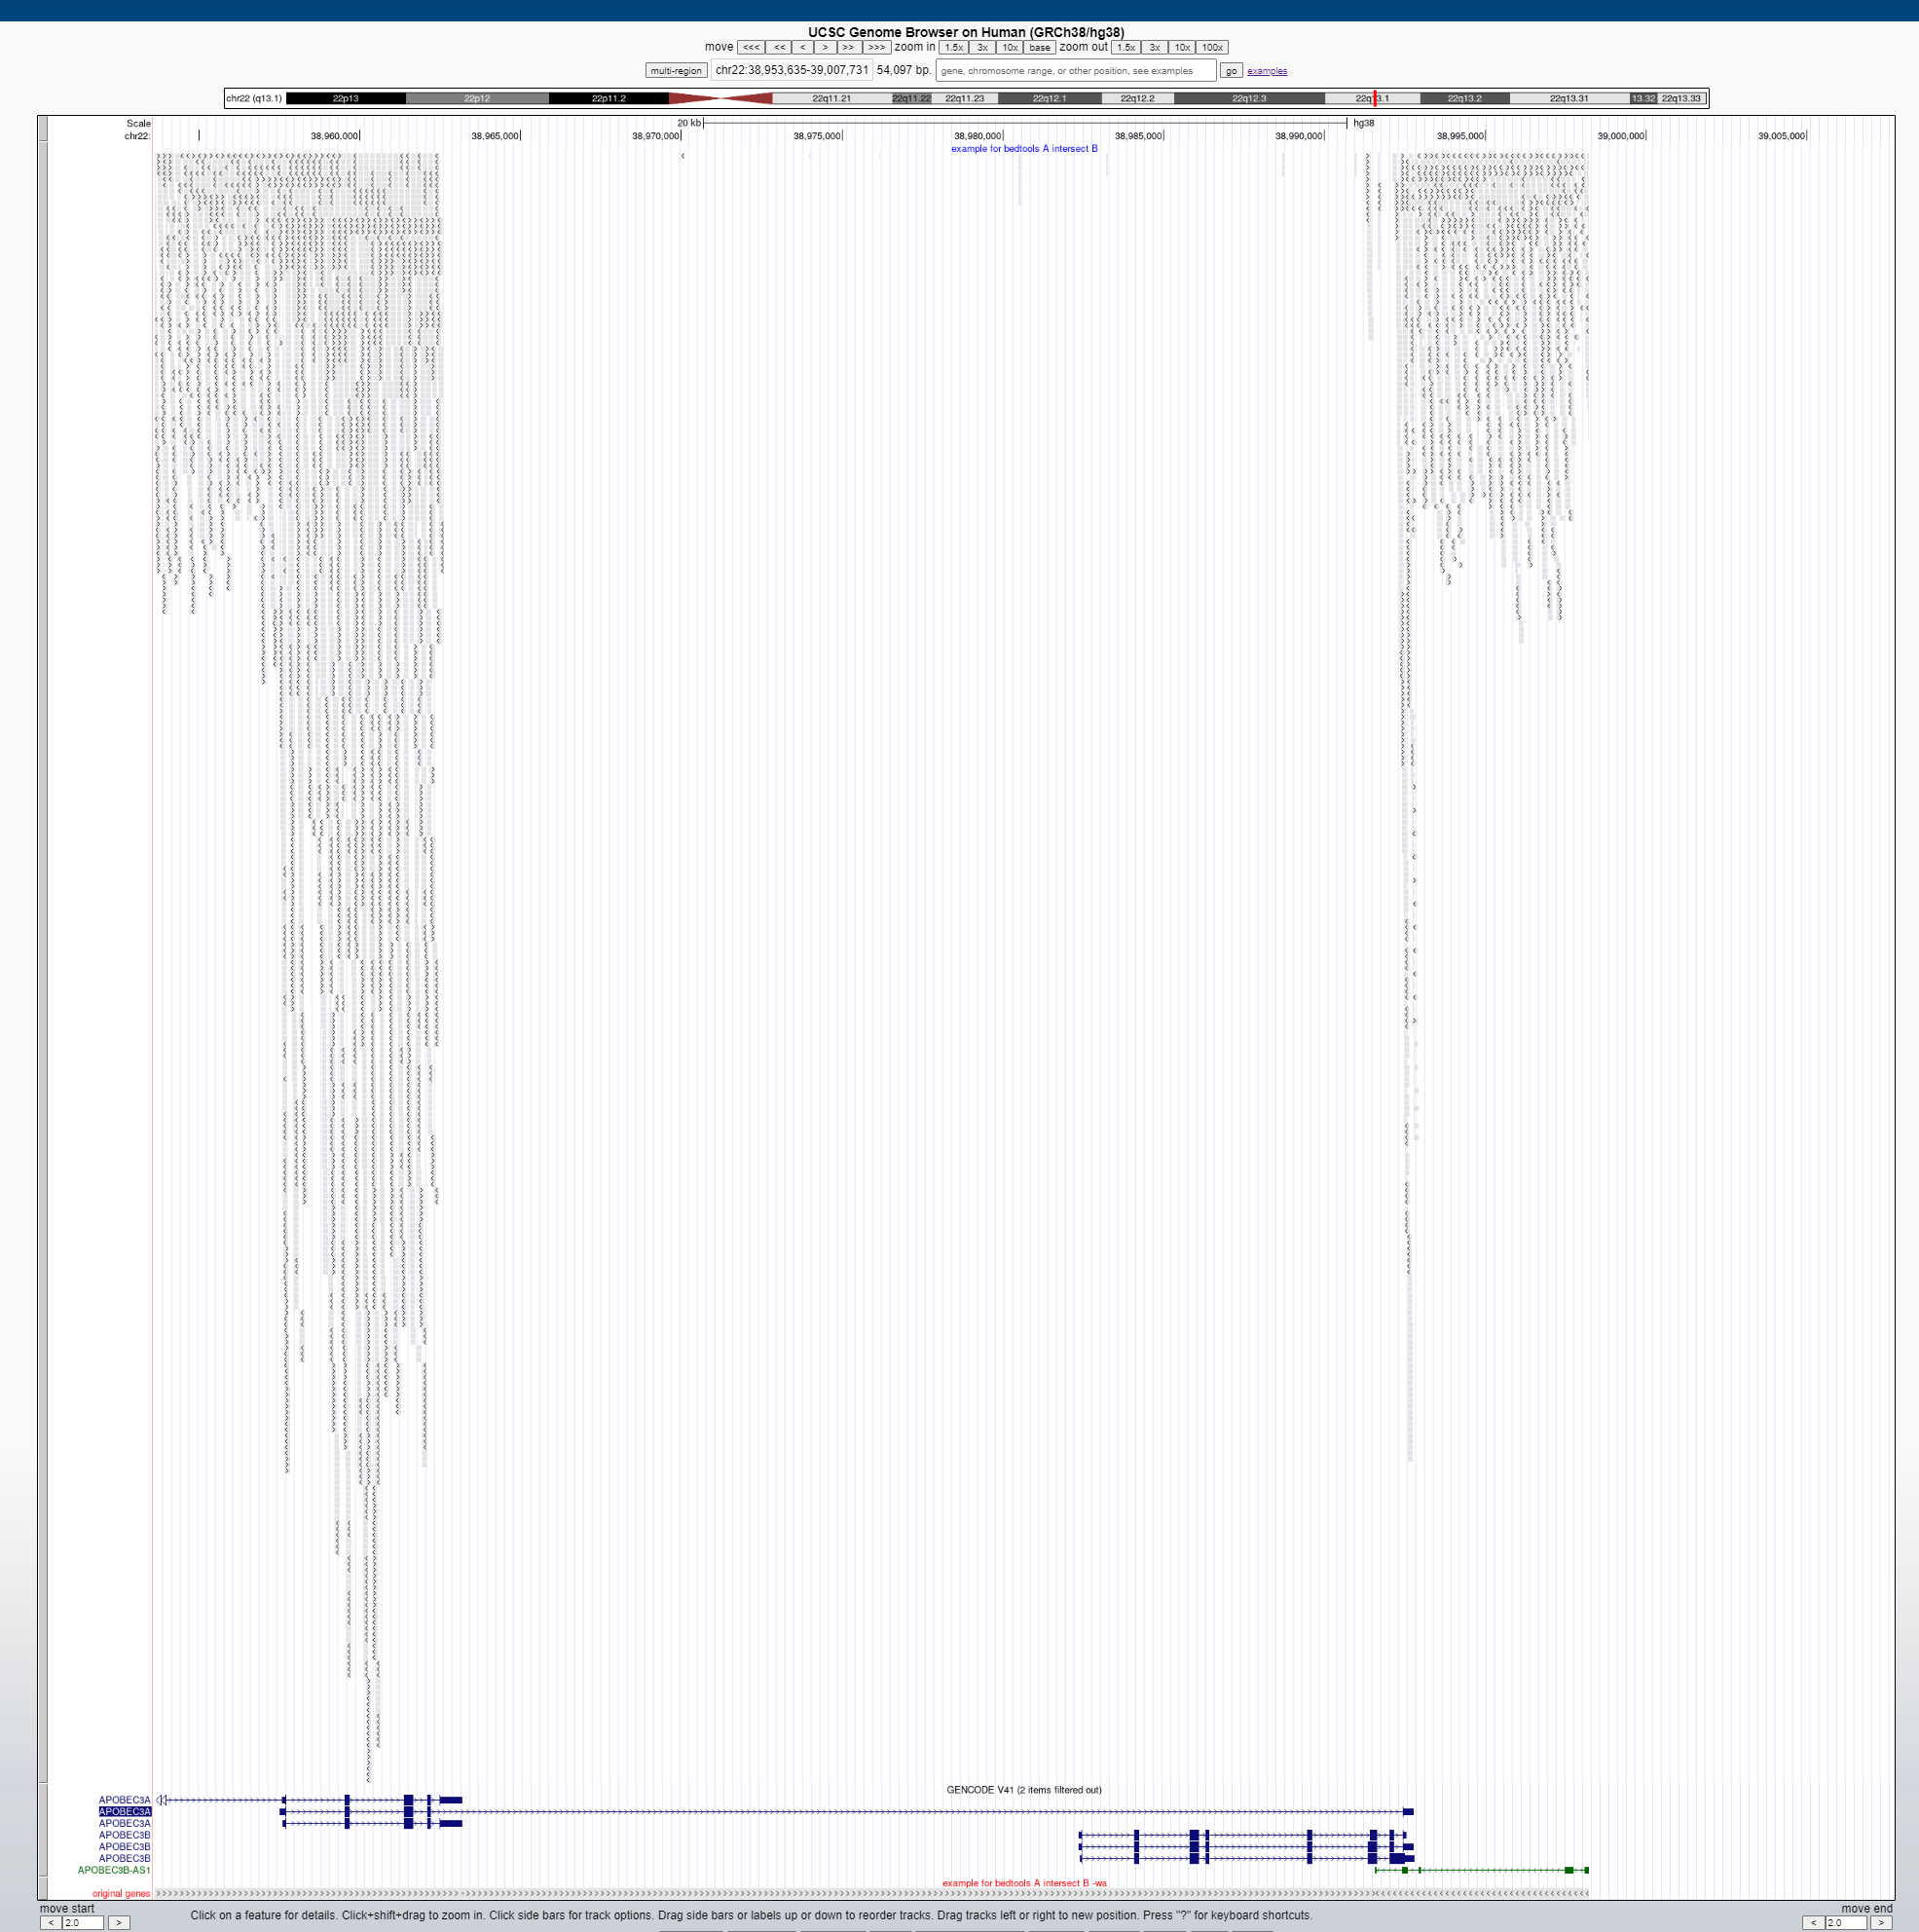 UCSC Genome Browser on Human (GRCh38/hg38)
move <<< << < > >> >>> zoom in 1.5x 3x 10x base zoom out 1.5x 3x 10x 100x
multi-region chr22:38,953,635-39,007,731 54,097 bp. gene, chromosome range, or other position, see examples go examples
chr22 (q13.1) 22p13 22p12 22p11.2 22q11.21 22q11.22 22q11.23 22q12.1 22q12.2 22q12.3 22q13.1 22q13.2 22q13.31 13.32 22q13.33
Scale 20 kb hg38
chr22: 38,960,000 38,965,000 38,970,000 38,975,000 38,980,000 38,985,000 38,990,000 38,995,000 39,000,000 39,005,000
example for bedtools A intersect B
GENCODE V41 (2 items filtered out)
APOBEC3A
APOBEC3A
APOBEC3A
APOBEC3B
APOBEC3B
APOBEC3B
APOBEC3B-AS1
example for bedtools A intersect B -wa
original genes
move start Click on a feature for details. Click+shift+drag to zoom in. Click side bars for track options. Drag side bars or labels up or down to reorder tracks. Drag tracks left or right to new position. Press "?" for keyboard shortcuts. move end
< 2.0 > < 2.0 >